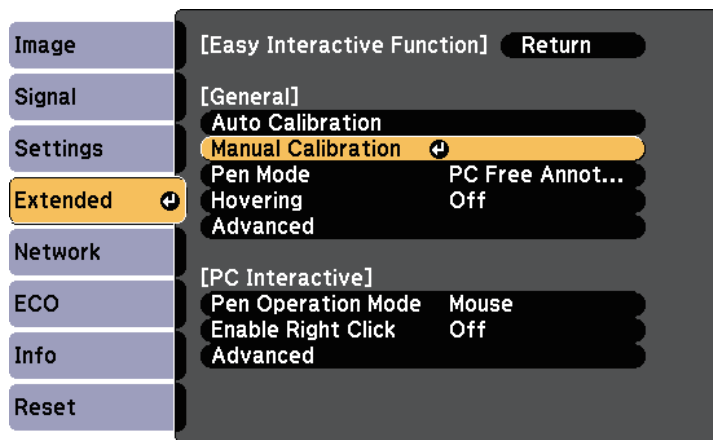 Image
Signal
Settings
Extended
Network
ECO
Info
Reset
[Easy Interactive Function] Return
[General]
Auto Calibration
Manual Calibration
Pen Mode PC Free Annot...
Hovering Off
Advanced
[PC Interactive]
Pen Operation Mode Mouse
Enable Right Click Off
Advanced